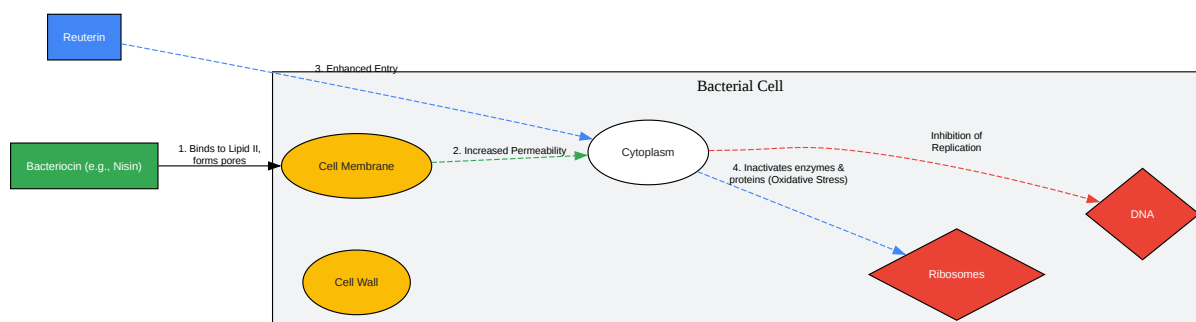 Reuterin
3. Enhanced Entry
Bacterial Cell
Bacteriocin (e.g., Nisin)
1. Binds to Lipid II,
forms pores
Cell Membrane
2. Increased Permeability
Cytoplasm
Inhibition of
Replication
4. Inactivates enzymes &
proteins (Oxidative Stress)
DNA
Cell Wall
Ribosomes